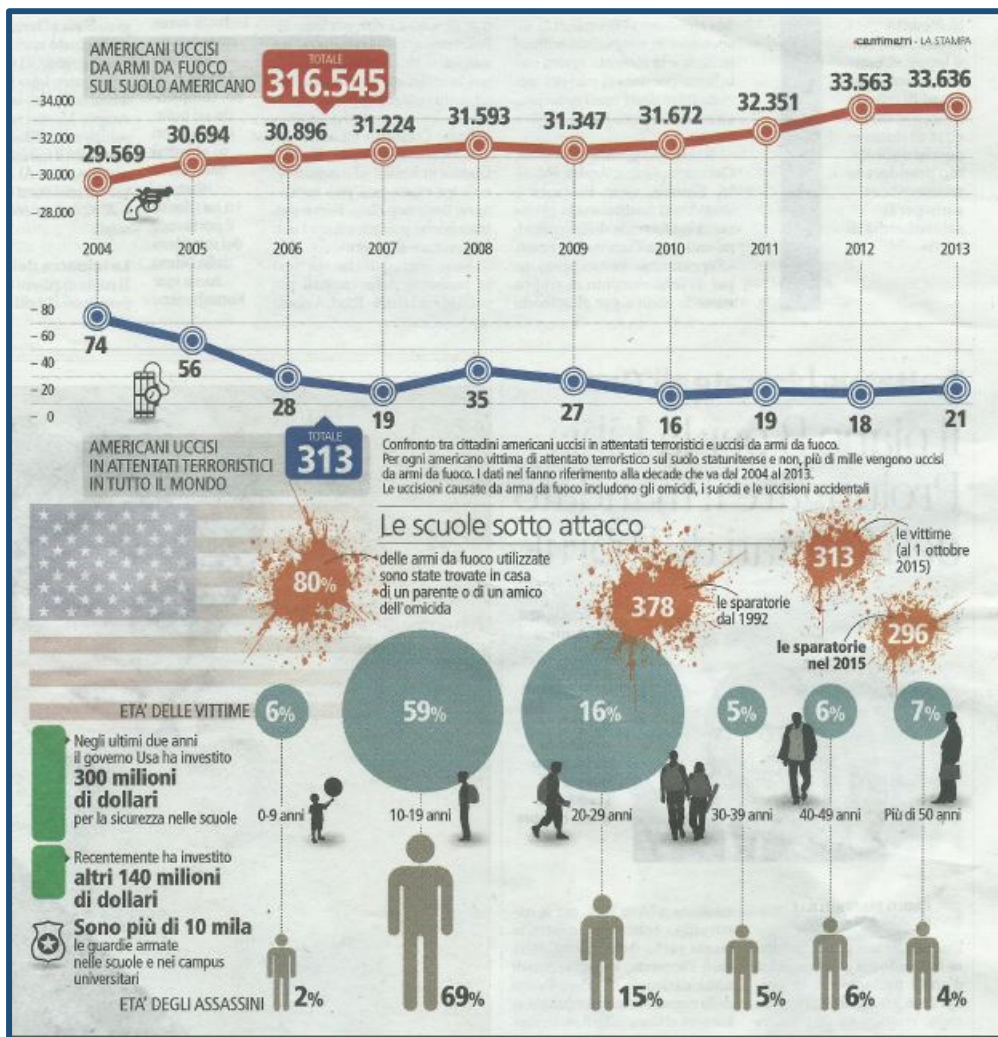 AMERICANI UCCISI
DA ARMI DA FUOCO
SUL SUOLO AMERICANO
TOTALE
316.545
centimetri - LA STAMPA
34.000
32.000
30.000
28.000
29.569
30.694
30.896
31.224
31.593
31.347
31.672
32.351
33.563
33.636
2004 2005 2006 2007 2008 2009 2010 2011 2012 2013
80
60
40
20
0
74
56
28
19
35
27
16
19
18
21
AMERICANI UCCISI
IN ATTENTATI TERRORISTICI
IN TUTTO IL MONDO
TOTALE
313
Confronto tra cittadini americani uccisi in attentati terroristici e uccisi da armi da fuoco.
Per ogni americano vittima di attentato terroristico sul suolo statunitense e non, più di mille vengono uccisi
da armi da fuoco. I dati nel fanno riferimento alla decade che va dal 2004 al 2013.
Le uccisioni causate da arma da fuoco includono gli omicidi, i suicidi e le uccisioni accidentali
Le scuole sotto attacco
80%
delle armi da fuoco utilizzate
sono state trovate in casa
di un parente o di un amico
dell'omicida
378
le sparatorie
dal 1992
313
le vittime
(al 1 ottobre
2015)
296
le sparatorie
nel 2015
ETA' DELLE VITTIME
6% 59% 16% 5% 6% 7%
0-9 anni 10-19 anni 20-29 anni 30-39 anni 40-49 anni Più di 50 anni
Negli ultimi due anni
il governo Usa ha investito
300 milioni
di dollari
per la sicurezza nelle scuole
Recentemente ha investito
altri 140 milioni
di dollari
Sono più di 10 mila
le guardie armate
nelle scuole e nei campus
universitari
ETA' DEGLI ASSASSINI
2% 69% 15% 5% 6% 4%